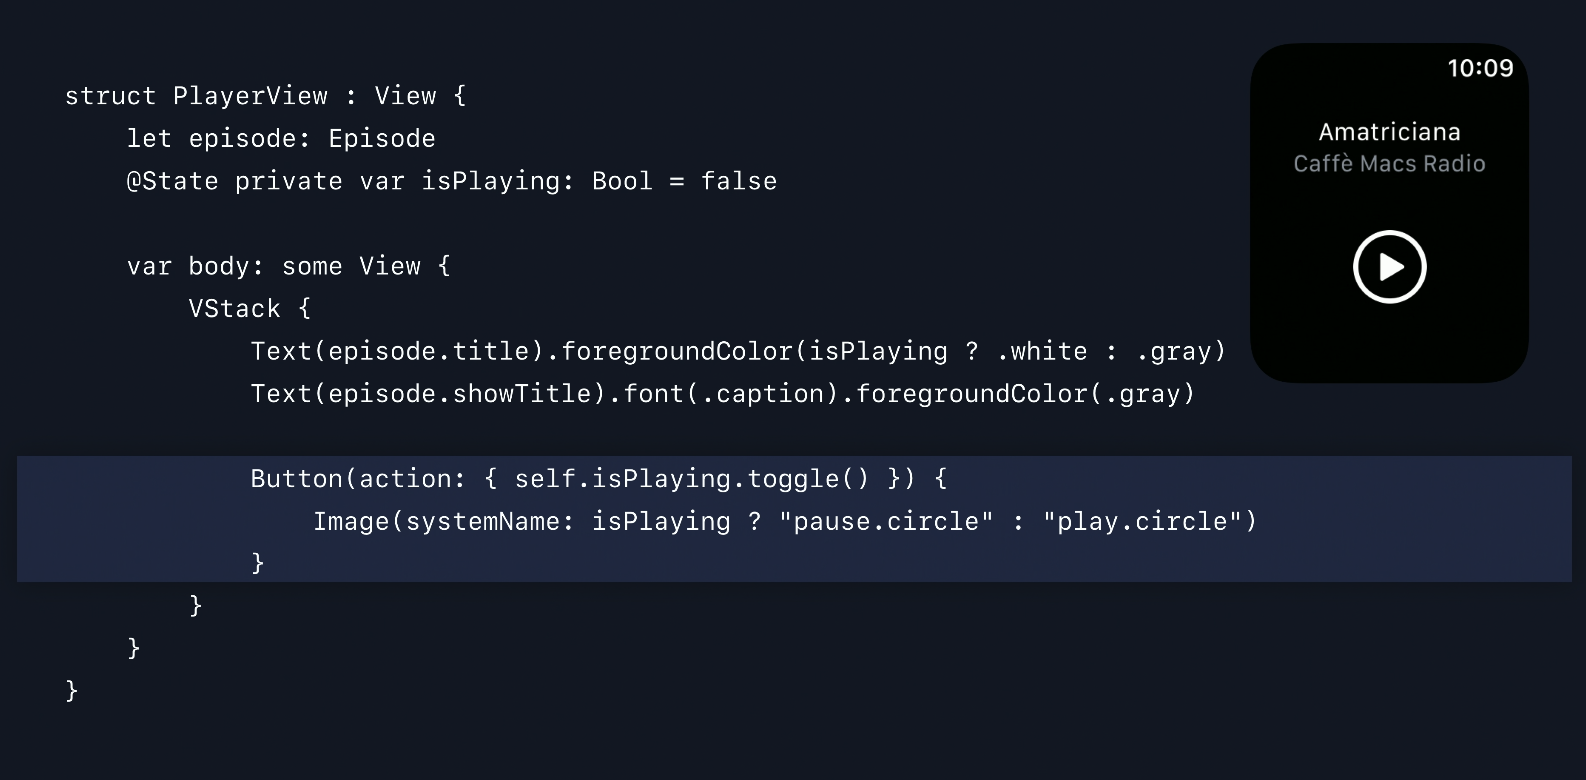 struct PlayerView : View {
    let episode: Episode
    @State private var isPlaying: Bool = false

    var body: some View {
        VStack {
            Text(episode.title).foregroundColor(isPlaying ? .white : .gray)
            Text(episode.showTitle).font(.caption).foregroundColor(.gray)

            Button(action: { self.isPlaying.toggle() }) {
                Image(systemName: isPlaying ? "pause.circle" : "play.circle")
            }
        }
    }
}
10:09
Amatriciana
Caffè Macs Radio